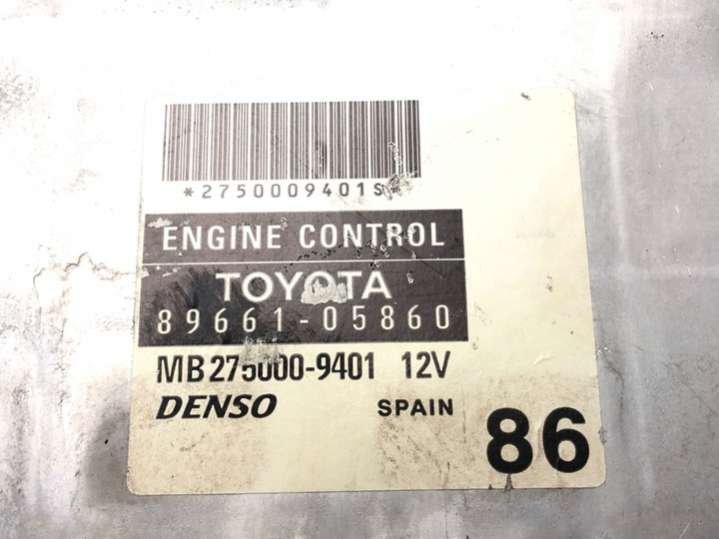 *2750009401S
ENGINE CONTROL
TOYOTA
89661-05860
MB275000-9401 12V
DENSO SPAIN 86